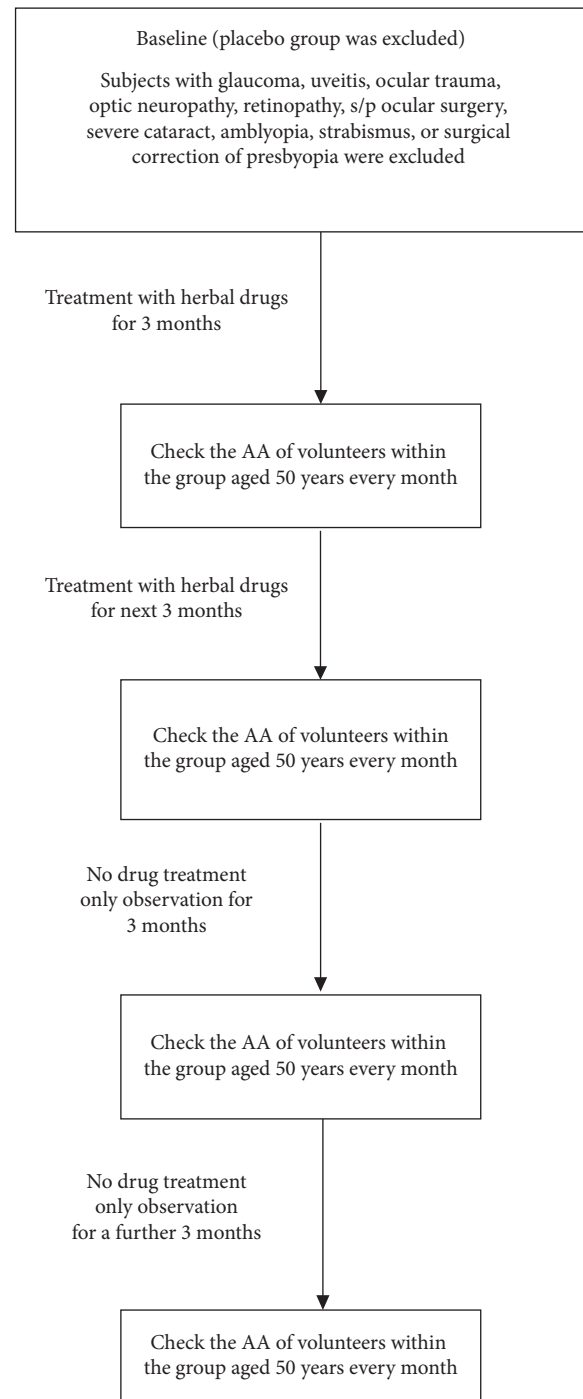 Baseline (placebo group was excluded)
Subjects with glaucoma, uveitis, ocular trauma,
optic neuropathy, retinopathy, s/p ocular surgery,
severe cataract, amblyopia, strabismus, or surgical
correction of presbyopia were excluded
Treatment with herbal drugs
for 3 months
Check the AA of volunteers within
the group aged 50 years every month
Treatment with herbal drugs
for next 3 months
Check the AA of volunteers within
the group aged 50 years every month
No drug treatment
only observation for
3 months
Check the AA of volunteers within
the group aged 50 years every month
No drug treatment
only observation
for a further 3 months
Check the AA of volunteers within
the group aged 50 years every month